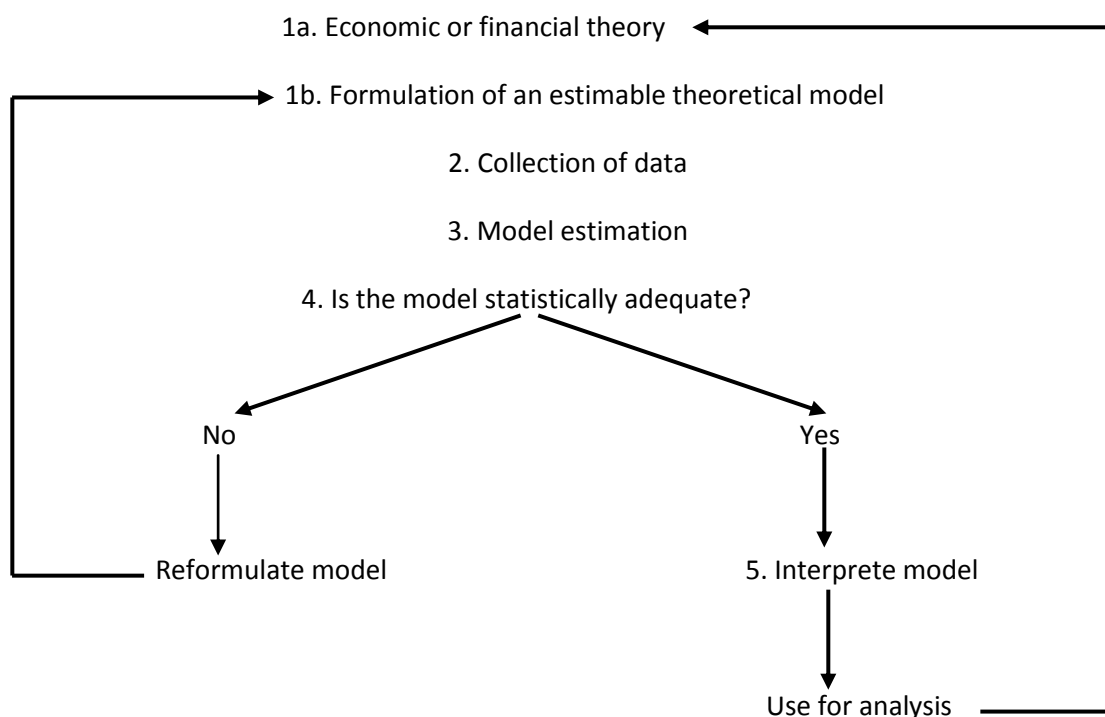 1a. Economic or financial theory
1b. Formulation of an estimable theoretical model
2. Collection of data
3. Model estimation
4. Is the model statistically adequate?
No
Yes
Reformulate model
5. Interprete model
Use for analysis